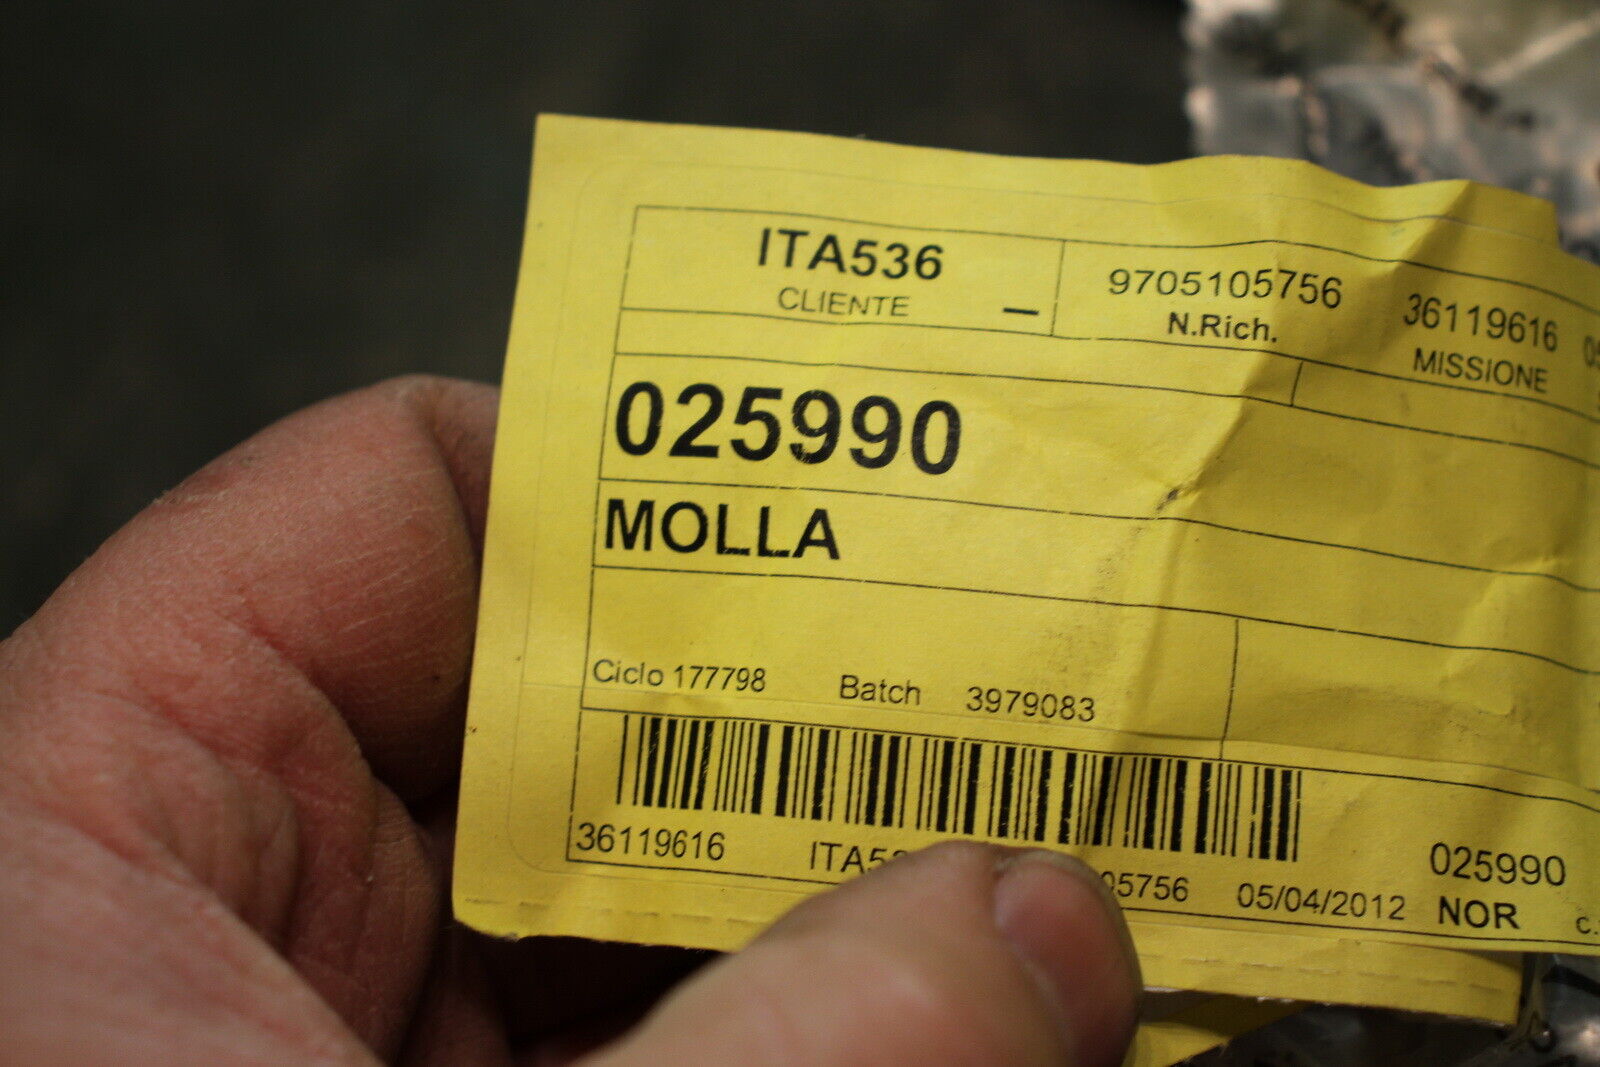 ITA536 9705105756 36119616
CLIENTE – N.Rich. MISSIONE
025990
MOLLA
Ciclo 177798 Batch 3979083
36119616 05/04/2012 025990
NOR